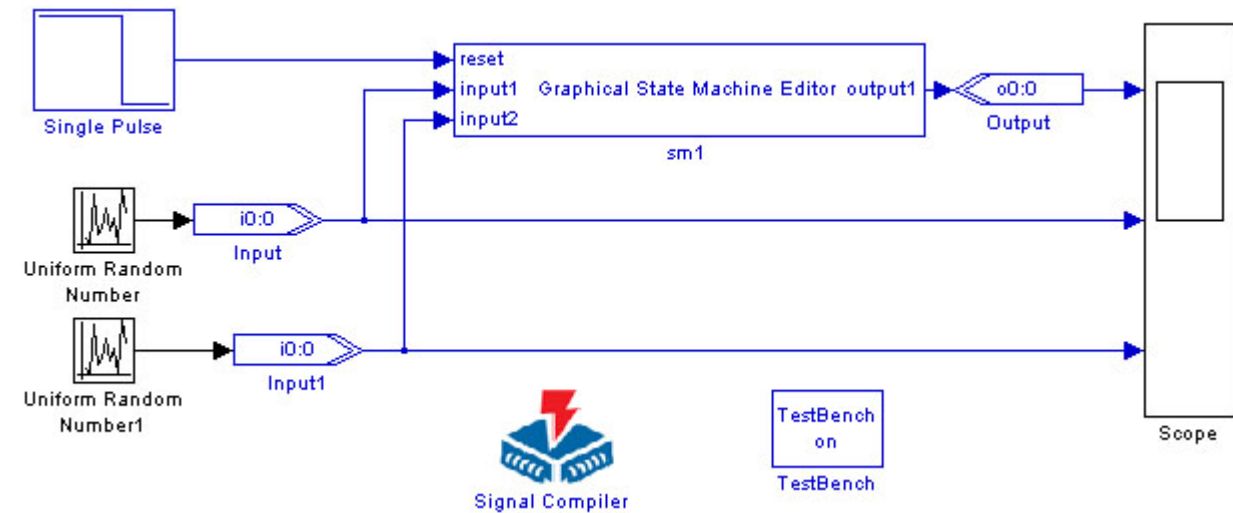 Single Pulse
reset
input1
input2
Graphical State Machine Editor
output1
sm1
o0:0
Output
i0:0
Input
Uniform Random
Number
i0:0
Input1
Uniform Random
Number1
Signal Compiler
TestBench
on
TestBench
Scope